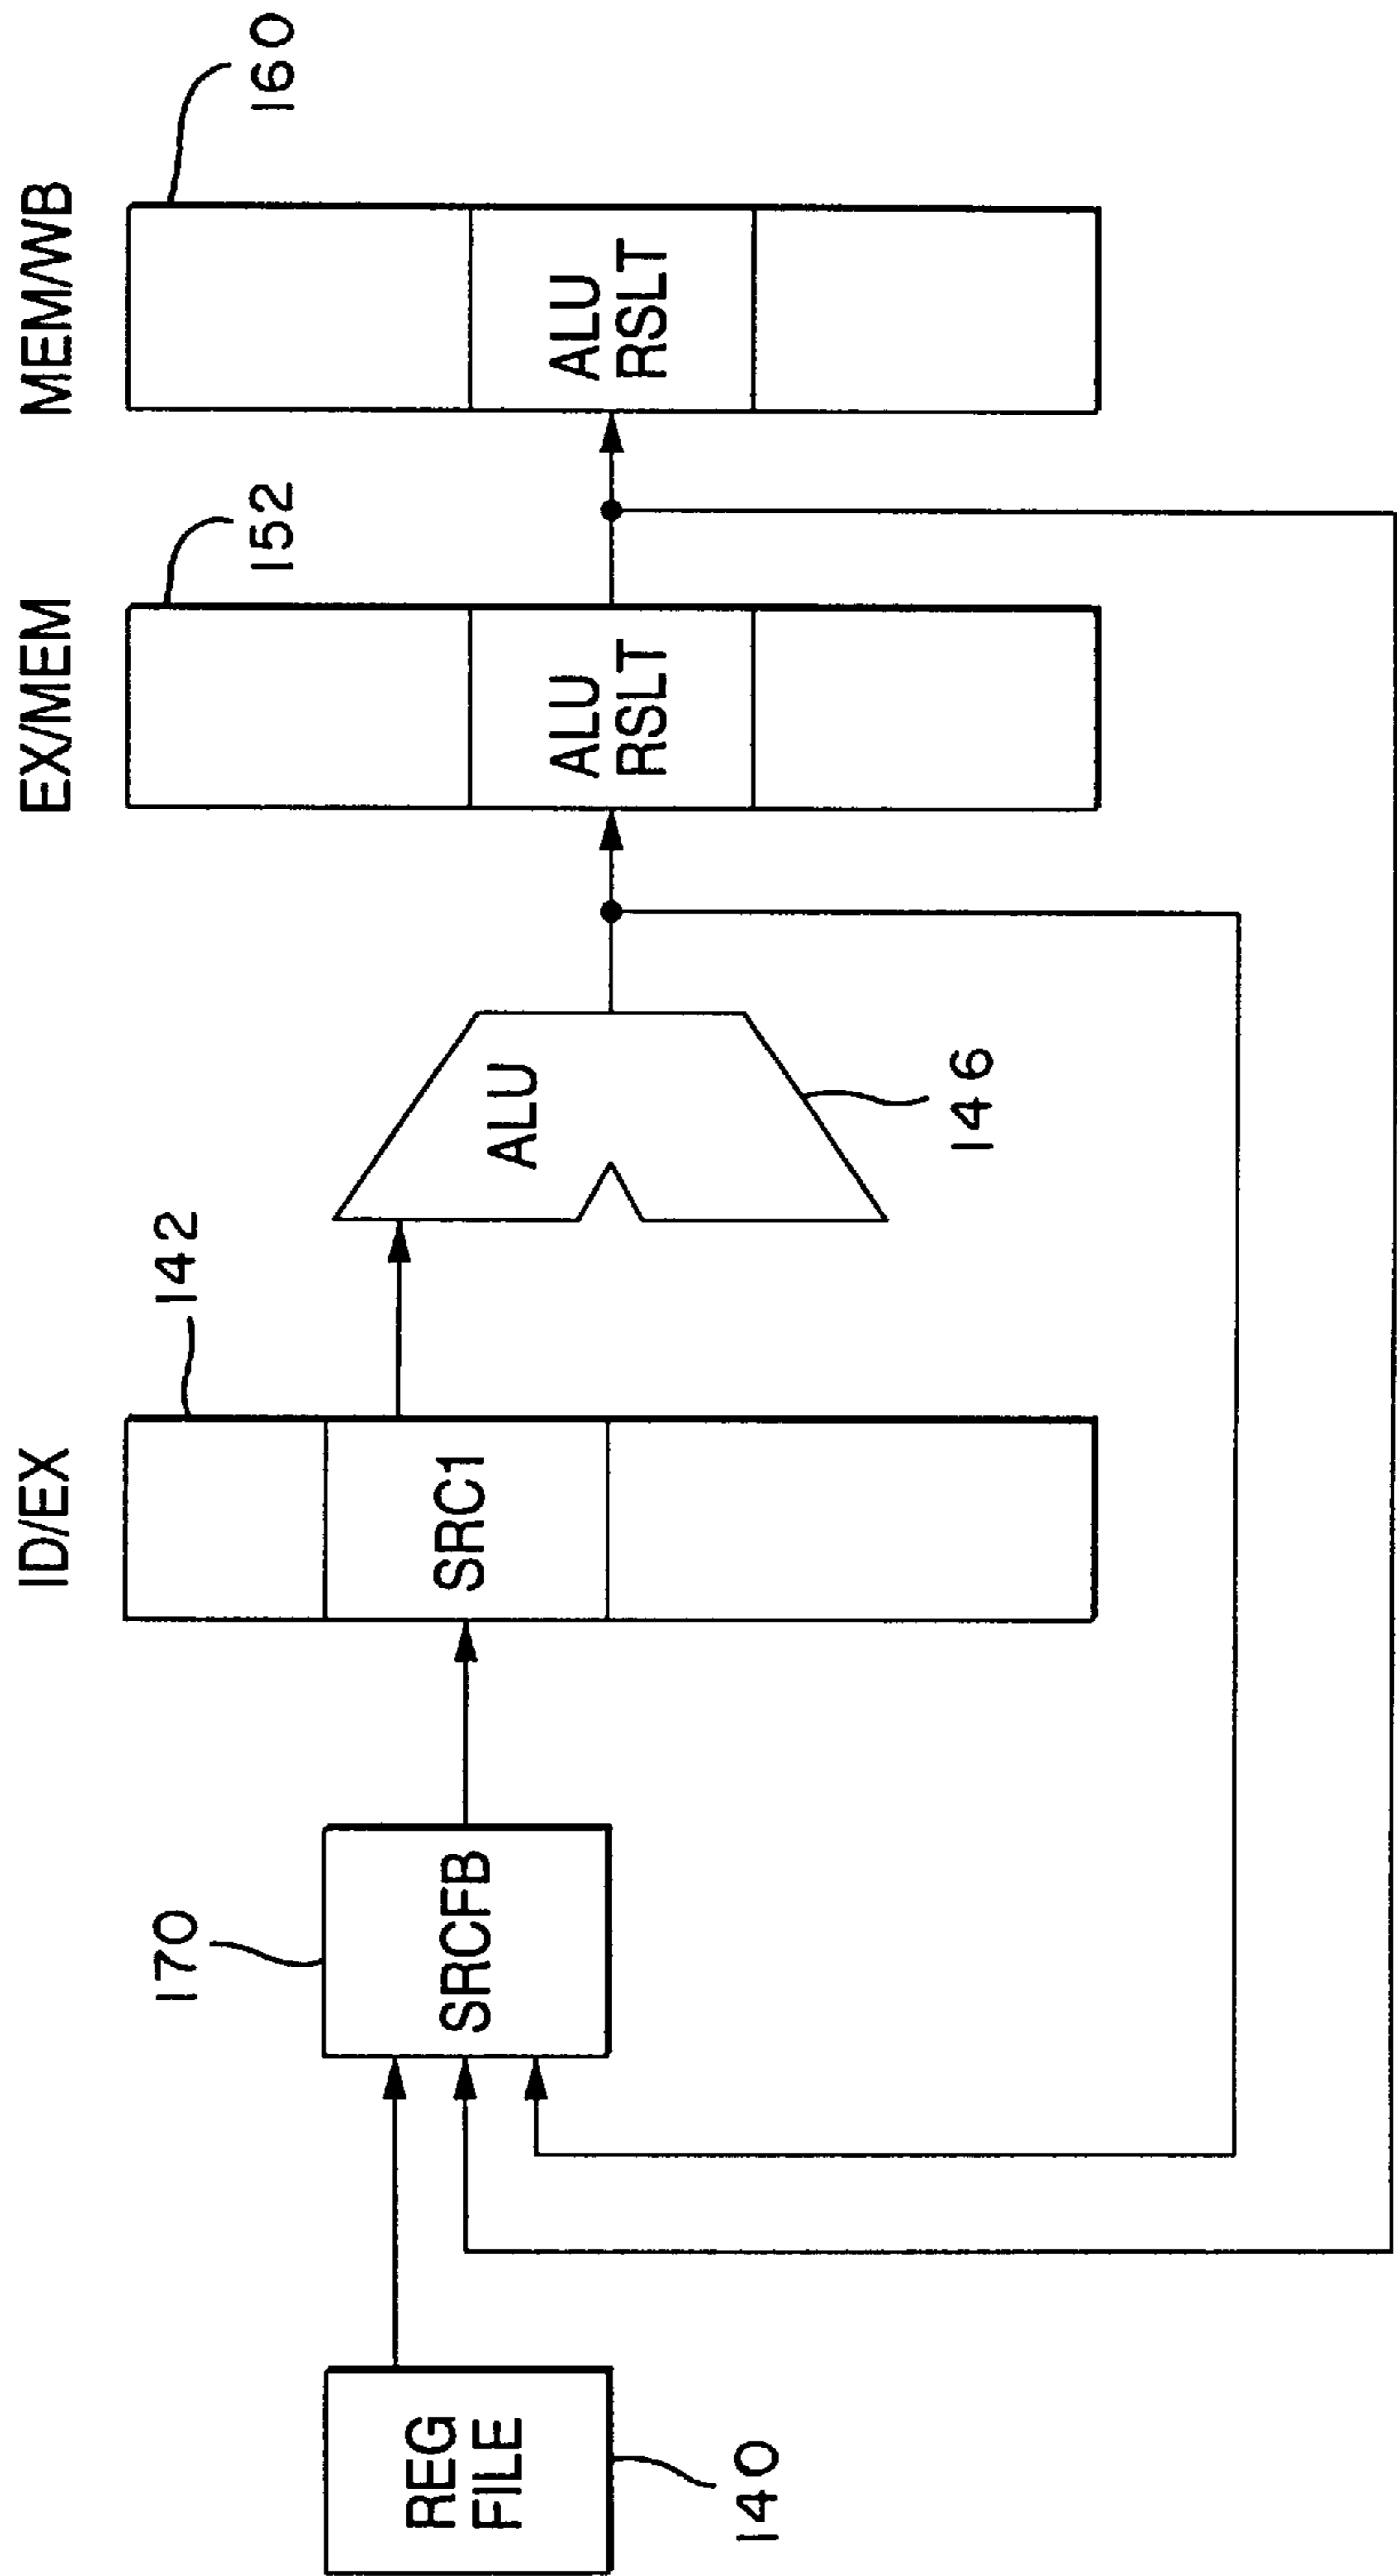 ID/EX
EX/MEM
MEM/WB
170
142
152
160
REG
FILE
SRCFB
SRC1
ALU
ALU
RSLT
ALU
RSLT
140
146